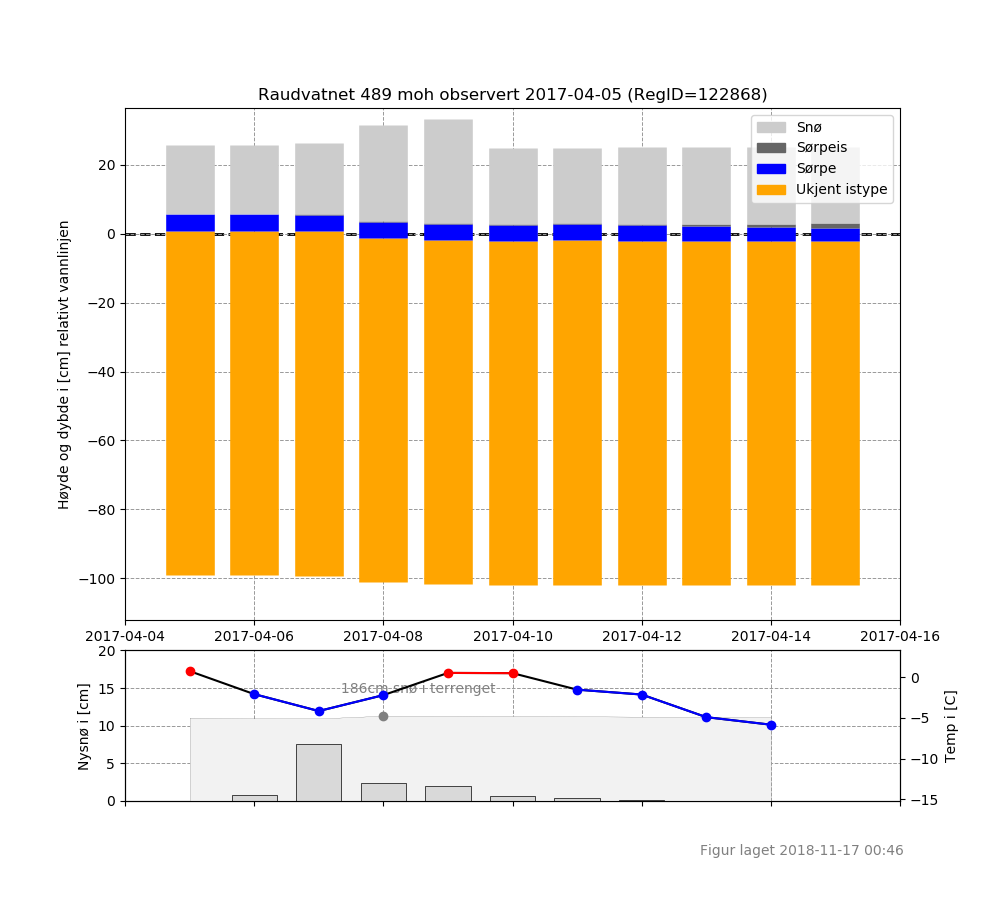 Raudvatnet 489 moh observert 2017-04-05 (RegID=122868)
Snø
Sørpeis
Sørpe
Ukjent istype
Høyde og dybde i [cm] relativt vannlinjen
20
0
−20
−40
−60
−80
−100
2017-04-04 2017-04-06 2017-04-08 2017-04-10 2017-04-12 2017-04-14 2017-04-16
Nysnø i [cm]
20
15
10
5
0
186cm snø i terrenget
0
−5
−10
−15
Temp i [C]
Figur laget 2018-11-17 00:46